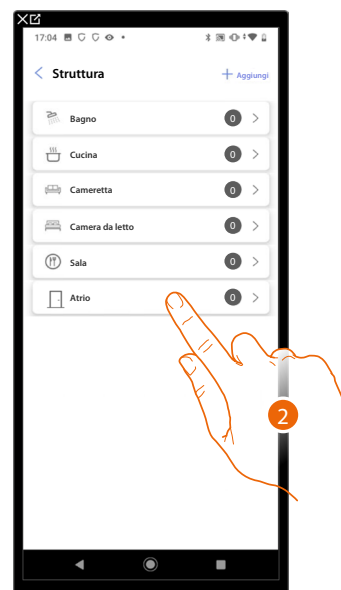 17:04
Struttura
+ Aggiungi
Bagno 0
Cucina 0
Cameretta 0
Camera da letto 0
Sala 0
Atrio 0
2